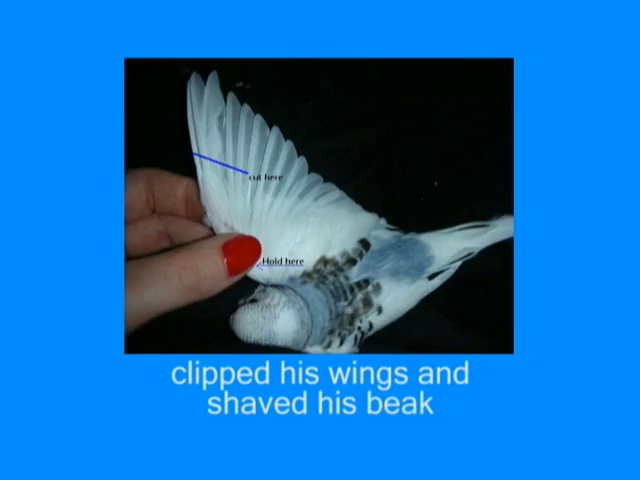 cut here
Hold here
clipped his wings and
shaved his beak